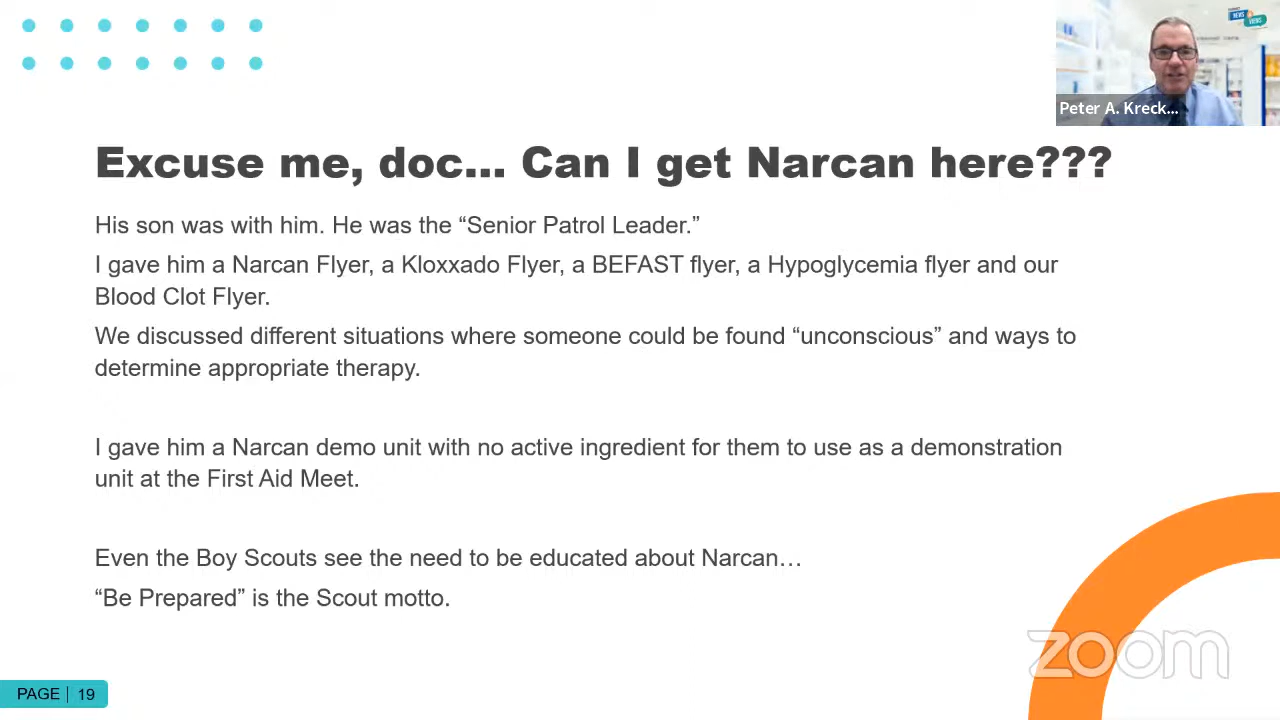 NEWS
VIEWS
Peter A. Kreck...
Excuse me, doc... Can I get Narcan here???
His son was with him. He was the “Senior Patrol Leader.”
I gave him a Narcan Flyer, a Kloxxado Flyer, a BEFAST flyer, a Hypoglycemia flyer and our
Blood Clot Flyer.
We discussed different situations where someone could be found “unconscious” and ways to
determine appropriate therapy.
I gave him a Narcan demo unit with no active ingredient for them to use as a demonstration
unit at the First Aid Meet.
Even the Boy Scouts see the need to be educated about Narcan…
“Be Prepared” is the Scout motto.
zoom
PAGE | 19